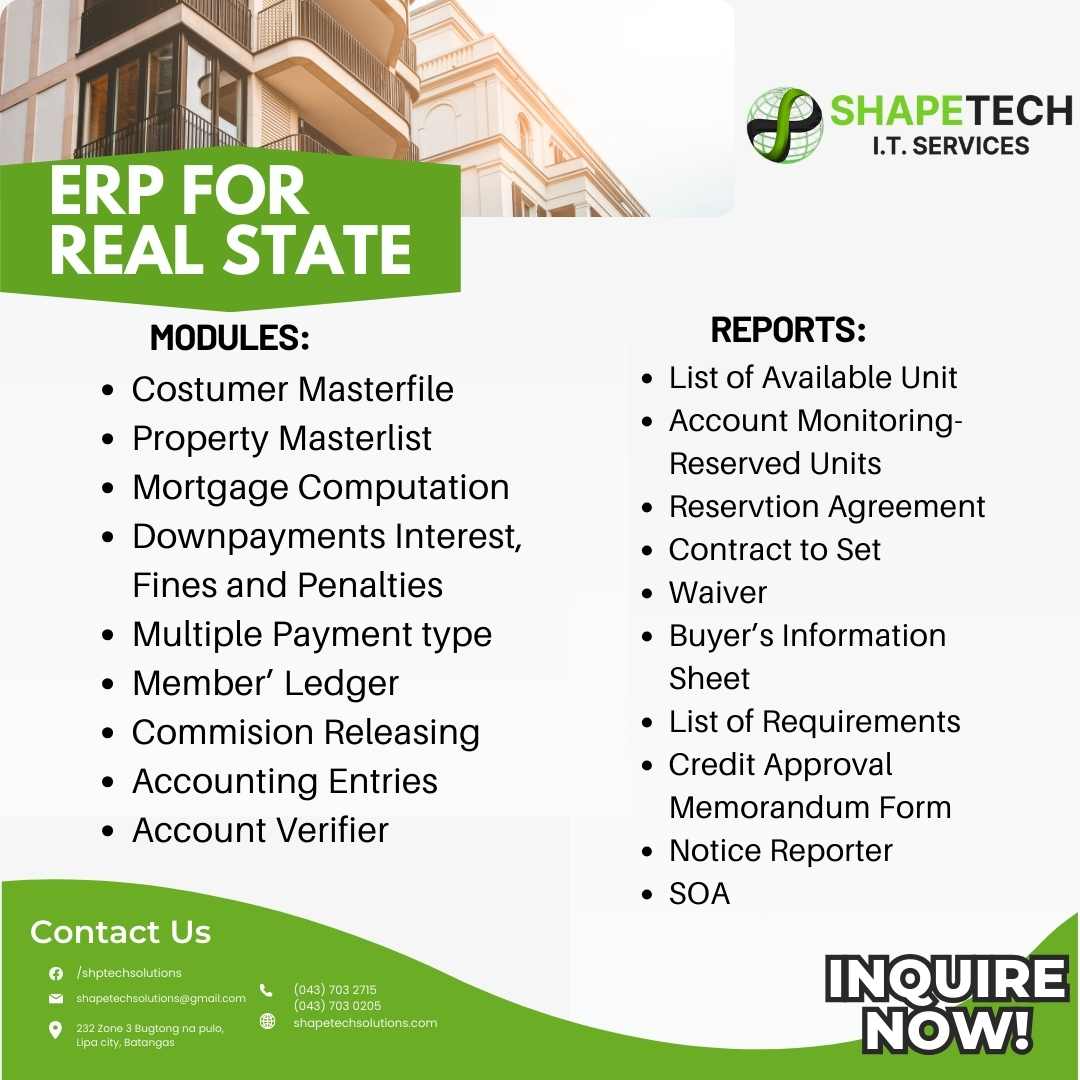 SHAPETECH
I.T. SERVICES
ERP FOR
REAL STATE
MODULES:
• Costumer Masterfile
• Property Masterlist
• Mortgage Computation
• Downpayments Interest,
Fines and Penalties
• Multiple Payment type
• Member’ Ledger
• Commision Releasing
• Accounting Entries
• Account Verifier
REPORTS:
• List of Available Unit
• Account Monitoring-
Reserved Units
• Reservtion Agreement
• Contract to Set
• Waiver
• Buyer’s Information
Sheet
• List of Requirements
• Credit Approval
Memorandum Form
• Notice Reporter
• SOA
Contact Us
/shptechsolutions
shapetechsolutions@gmail.com
232 Zone 3 Bugtong na pulo,
Lipa city, Batangas
(043) 703 2715
(043) 703 0205
shapetechsolutions.com
INQUIRE
NOW!